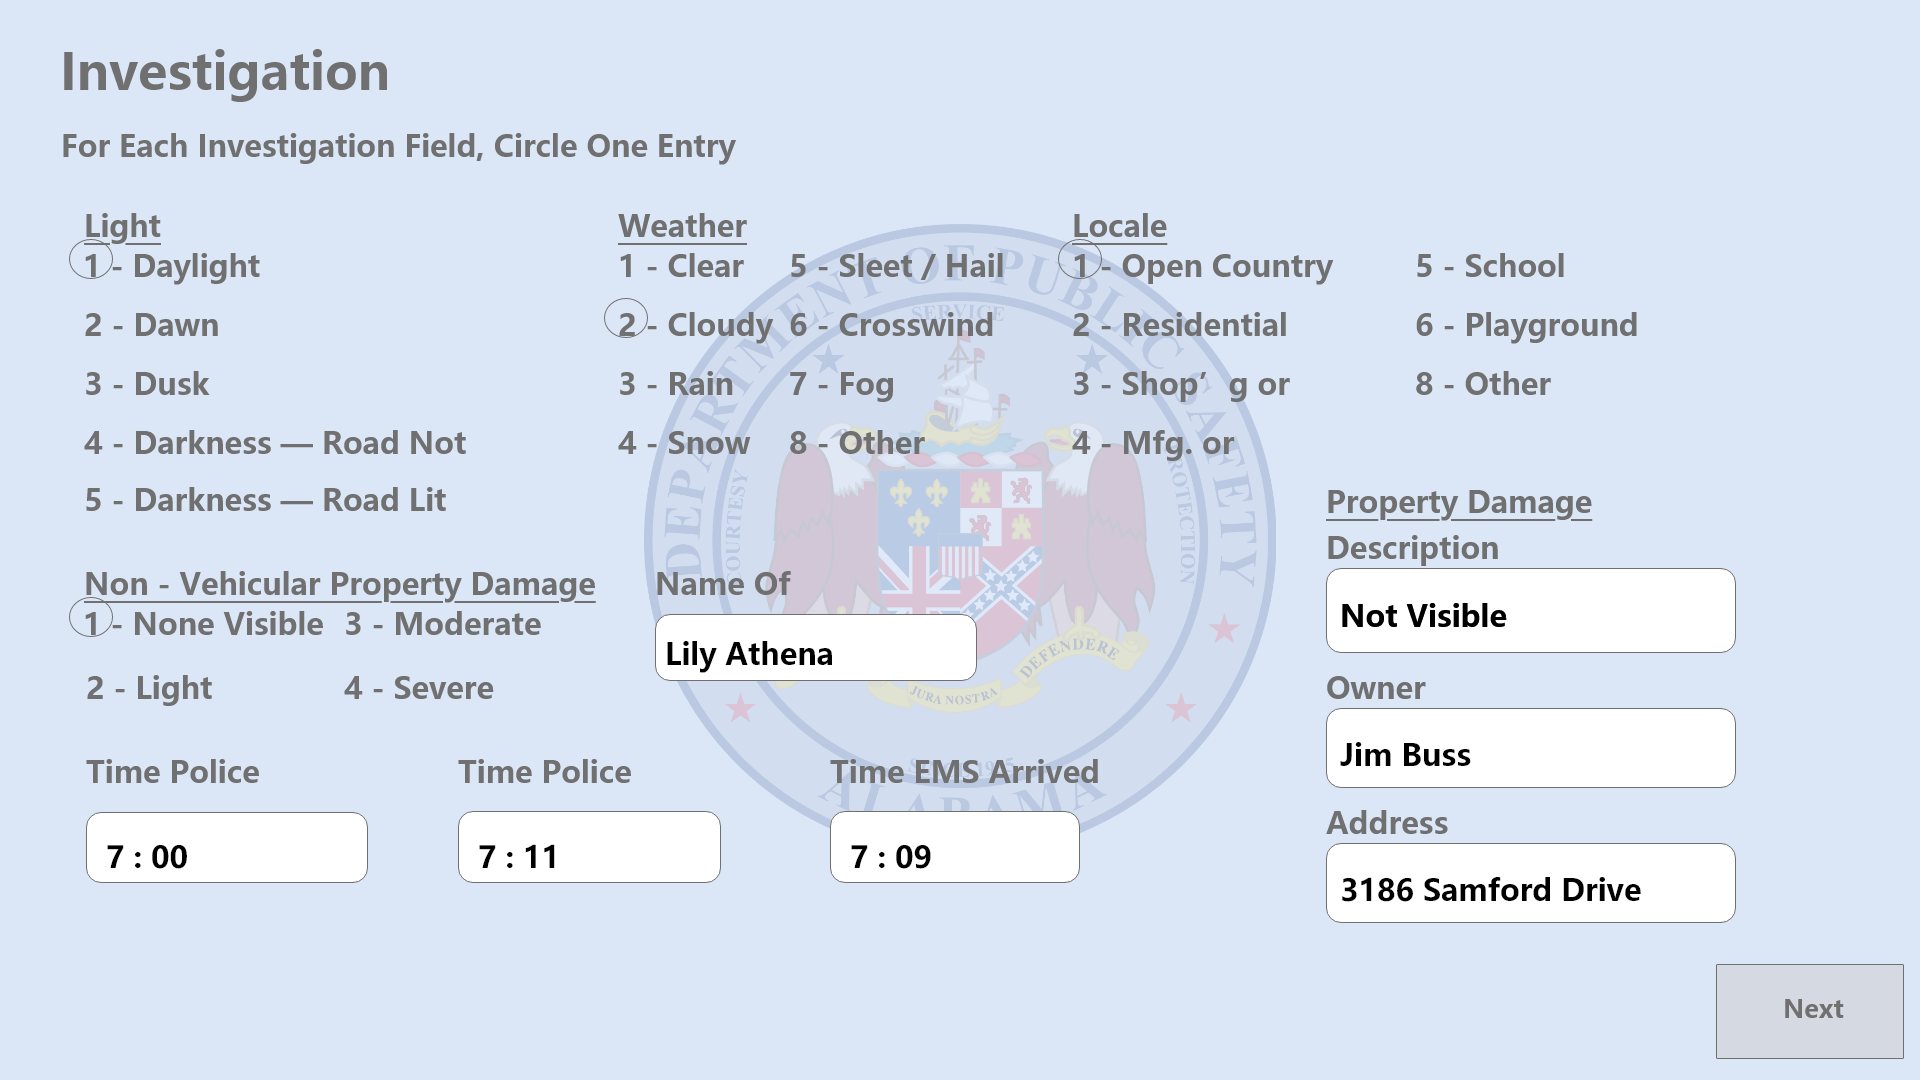 Investigation
For Each Investigation Field, Circle One Entry
Light
1 - Daylight
2 - Dawn
3 - Dusk
4 - Darkness — Road Not
5 - Darkness — Road Lit
Weather
1 - Clear
2 - Cloudy
3 - Rain
4 - Snow
5 - Sleet / Hail
6 - Crosswind
7 - Fog
8 - Other
Locale
1 - Open Country
2 - Residential
3 - Shop’ g or
4 - Mfg. or
5 - School
6 - Playground
8 - Other
Non - Vehicular Property Damage
1 - None Visible
2 - Light
3 - Moderate
4 - Severe
Name Of
Lily Athena
Property Damage
Description
Not Visible
Owner
Jim Buss
Address
3186 Samford Drive
Time Police
7 : 00
Time Police
7 : 11
Time EMS Arrived
7 : 09
Next
DEPARTMENT OF PUBLIC SAFETY
ALABAMA
SERVICE
COURTESY
PROTECTION
JURA NOSTRA
DEFENDERE